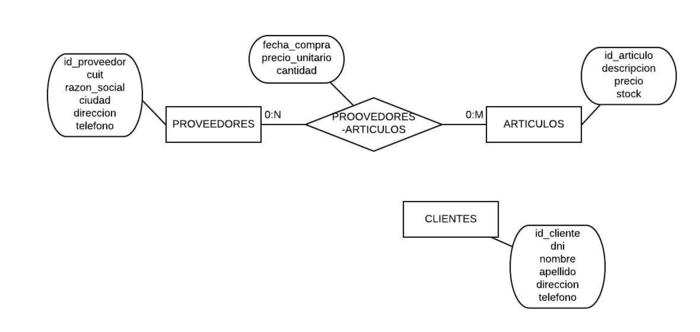 id_proveedor
cuit
razon_social
ciudad
direccion
telefono
PROVEEDORES
0:N
fecha_compra
precio_unitario
cantidad
PROOVEDORES
-ARTICULOS
0:M
ARTICULOS
id_articulo
descripcion
precio
stock
CLIENTES
id_cliente
dni
nombre
apellido
direccion
telefono